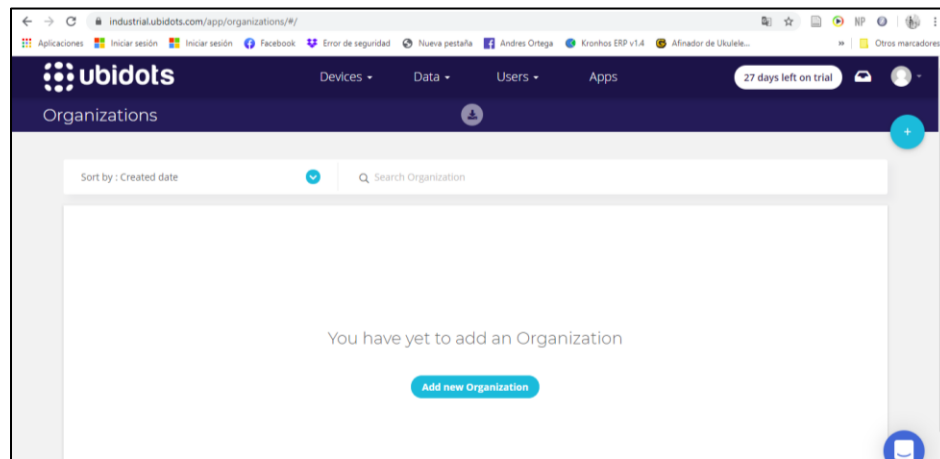 industrial.ubidots.com/app/organizations/#/
NP
Aplicaciones Iniciar sesión Iniciar sesión Facebook Error de seguridad Nueva pestaña Andres Ortega Kronhos ERP v1.4 Afinador de Ukulele... » Otros marcadores
ubidots Devices Data Users Apps 27 days left on trial
Organizations
+
Sort by : Created date Search Organization
You have yet to add an Organization
Add new Organization